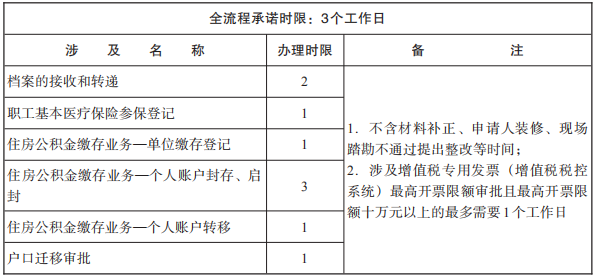 全流程承诺时限：3个工作日
涉 及 名 称 办理时限 备 注
档案的接收和转递 2
职工基本医疗保险参保登记 1
住房公积金缴存业务—单位缴存登记 1
住房公积金缴存业务—个人账户封存、启
封 3
住房公积金缴存业务—个人账户转移 1
户口迁移审批 1
1．不含材料补正、申请人装修、现场
踏勘不通过提出整改等时间；
2．涉及增值税专用发票（增值税税控
系统）最高开票限额审批且最高开票限
额十万元以上的最多需要1个工作日